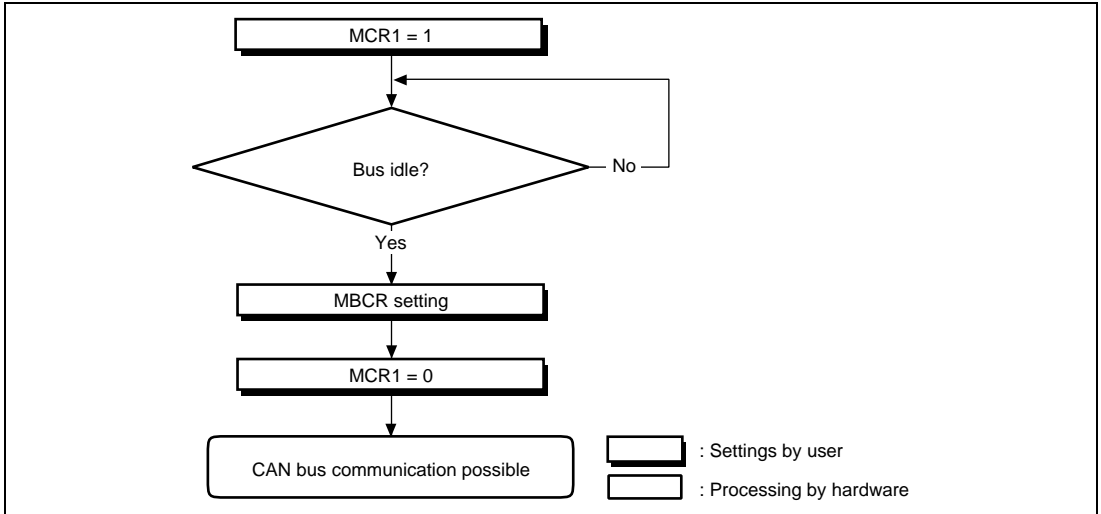 MCR1 = 1
Bus idle?
No
Yes
MBCR setting
MCR1 = 0
CAN bus communication possible
: Settings by user
: Processing by hardware